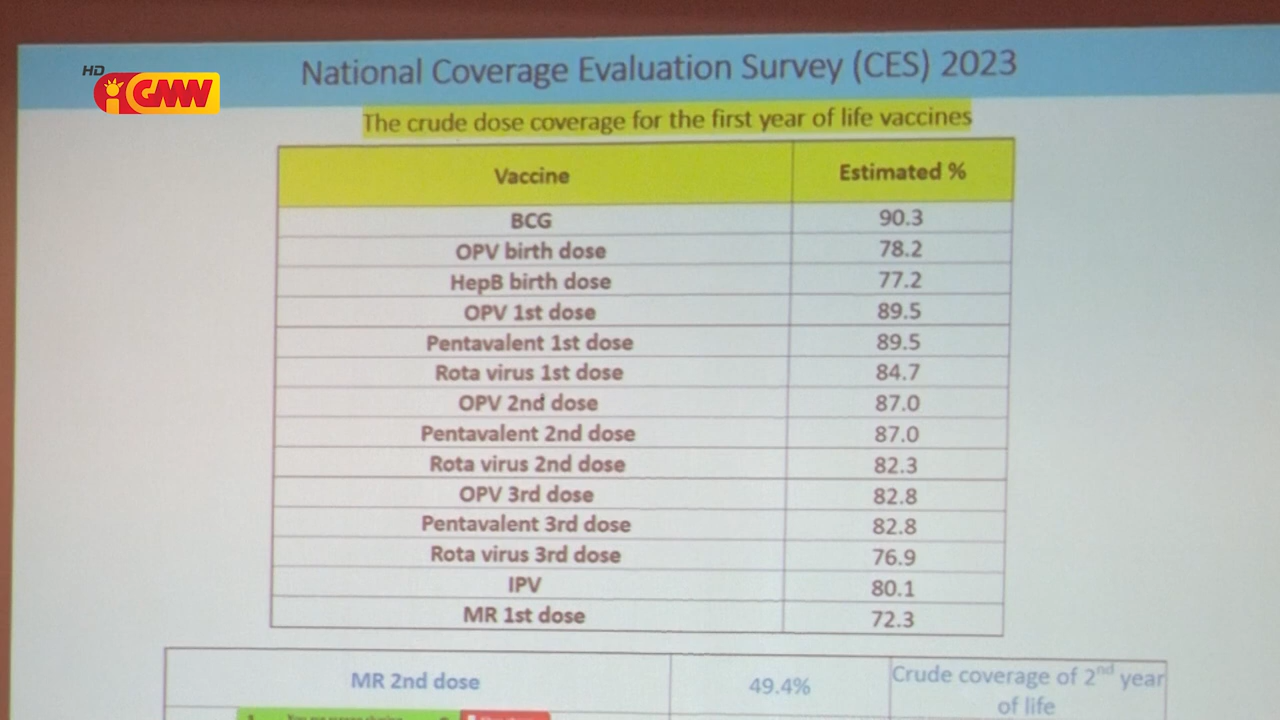 HD
GMW
National Coverage Evaluation Survey (CES) 2023
The crude dose coverage for the first year of life vaccines
Vaccine Estimated %
BCG 90.3
OPV birth dose 78.2
HepB birth dose 77.2
OPV 1st dose 89.5
Pentavalent 1st dose 89.5
Rota virus 1st dose 84.7
OPV 2nd dose 87.0
Pentavalent 2nd dose 87.0
Rota virus 2nd dose 82.3
OPV 3rd dose 82.8
Pentavalent 3rd dose 82.8
Rota virus 3rd dose 76.9
IPV 80.1
MR 1st dose 72.3
MR 2nd dose 49.4% Crude coverage of 2nd year
of life